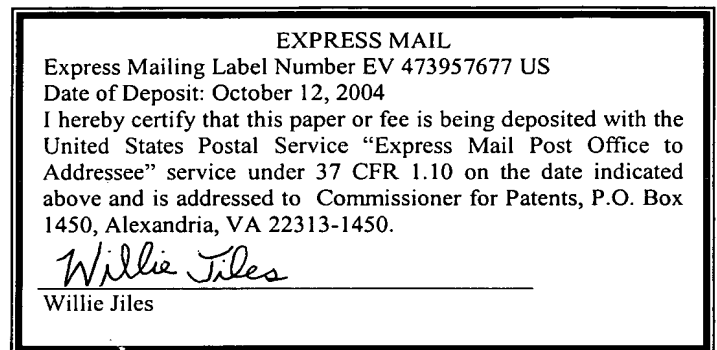 EXPRESS MAIL
Express Mailing Label Number EV 473957677 US
Date of Deposit: October 12, 2004
I hereby certify that this paper or fee is being deposited with the
United States Postal Service “Express Mail Post Office to
Addressee” service under 37 CFR 1.10 on the date indicated
above and is addressed to Commissioner for Patents, P.O. Box
1450, Alexandria, VA 22313-1450.
Willie Jiles
Willie Jiles